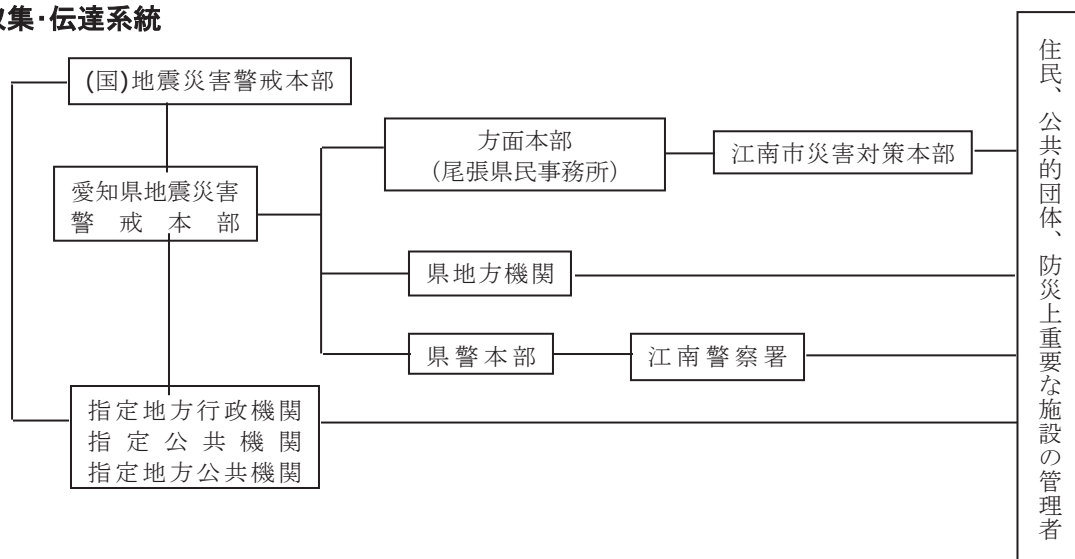 集・伝達系統
(国)地震災害警戒本部
方面本部
（尾張県民事務所）
江南市災害対策本部
愛知県地震災害
警戒本部
県地方機関
県警本部
江南警察署
指定地方行政機関
指定公共機関
指定地方公共機関
住民、公共的団体、防災上重要な施設の管理者